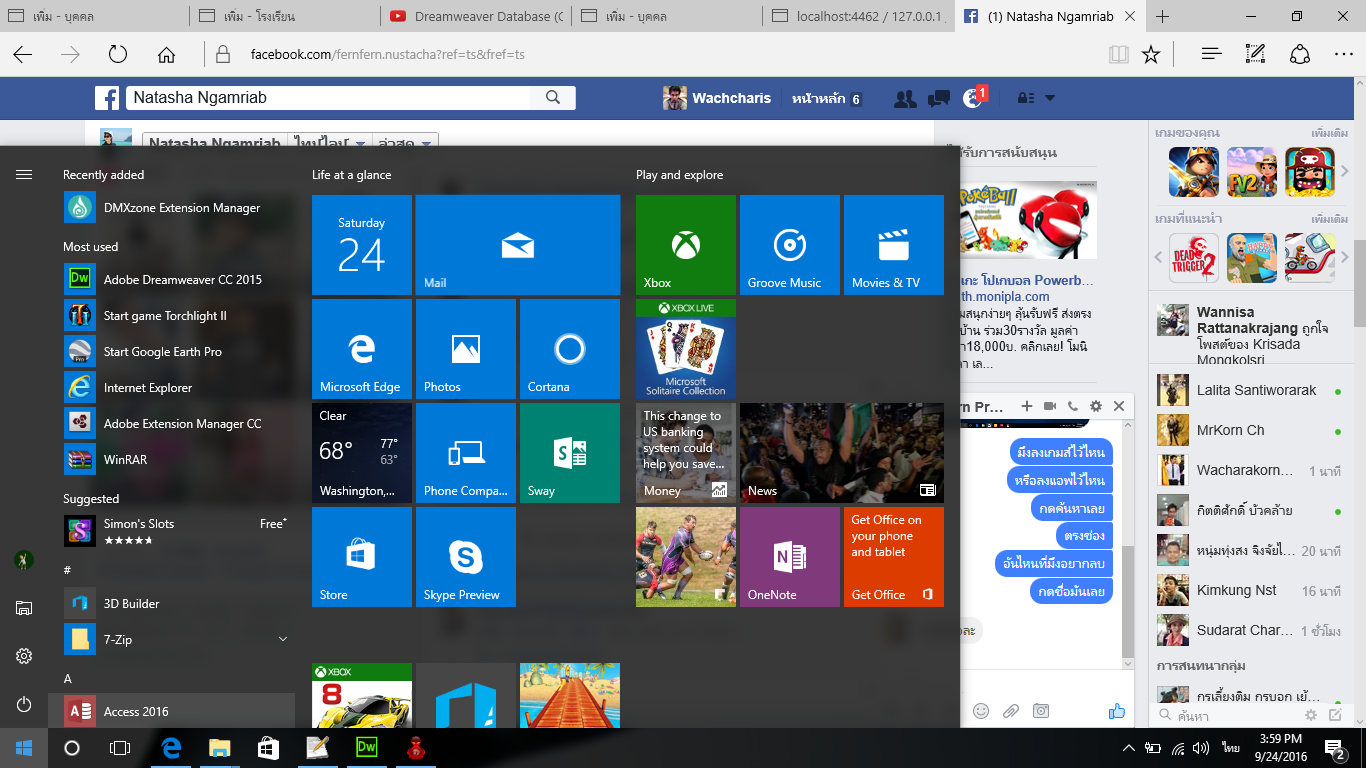 เพิ่ม - บุคคล
เพิ่ม - โรงเรียน
Dreamweaver Database (C
เพิ่ม - บุคคล
localhost:4462 / 127.0.0.1
(1) Natasha Ngamriab
facebook.com/fernfern.nustacha?ref=ts&fref=ts
Natasha Ngamriab
Wachcharis
หน้าหลัก 6
1
Natasha Ngamriab
ไทม์ไลน์
ล่าสุด
Recently added
DMXzone Extension Manager
Most used
Adobe Dreamweaver CC 2015
Start game Torchlight II
Start Google Earth Pro
Internet Explorer
Adobe Extension Manager CC
WinRAR
Suggested
Simon's Slots
Free*
#
3D Builder
7-Zip
A
Access 2016
Life at a glance
Saturday
24
Mail
Microsoft Edge
Photos
Cortana
Clear
68°
77°
63°
Washington,...
Phone Compa...
Sway
Store
Skype Preview
XBOX
8
Play and explore
Xbox
Groove Music
Movies & TV
XBOX LIVE
Microsoft
Solitaire Collection
This change to
US banking
system could
help you save...
Money
News
OneNote
Get Office on
your phone
and tablet
Get Office
ได้รับการสนับสนุน
PokéBall
กะ โปเกบอล Powerb...
th.monipla.com
มสนุกง่ายๆ ลุ้นรับฟรี ส่งตรง
บ้าน ร่วม30รางวัล มูลค่า
า18,000บ. คลิกเลย! โมนิ
ลา เล...
rn Pr...
มึงลงเกมส์ไว้ไหน
หรือลงแอพไว้ไหน
กดค้นหาเลย
ตรงช่อง
อันไหนที่มึงอยากลบ
กดชื่อมันเลย
เกมของคุณ
เพิ่มเติม
FV2
เกมที่แนะนำ
เพิ่มเติม
DEAD
TRIGGER 2
Wannisa
Rattanakrajang ถูกใจ
โพสต์ของ Krisada
Mongkolsri
Lalita Santiworarak
MrKorn Ch
Wacharakorn...
1 นาที
กิตติศักดิ์ บัวคล้าย
หนุ่มทุ่งสง จิงจัยไ...
20 นาที
Kimkung Nst
16 นาที
Sudarat Char...
1 ชั่วโมง
การสนทนากลุ่ม
ค้นหา
Dw
ไทย
3:59 PM
9/24/2016
2